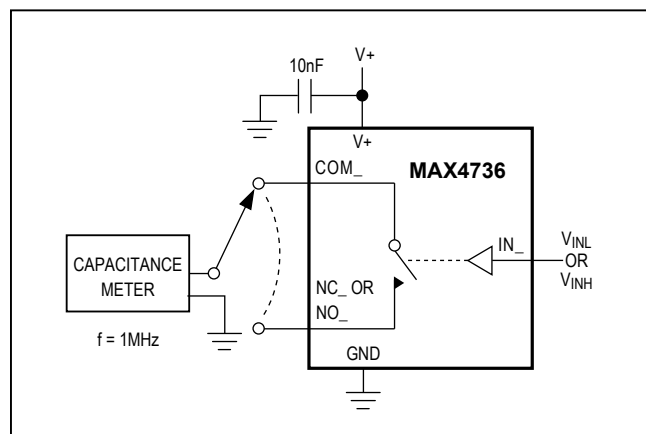 10nF
V+
V+
COM_
MAX4736
IN_
V_INL
OR
V_INH
CAPACITANCE
METER
NC_ OR
NO_
f = 1MHz
GND